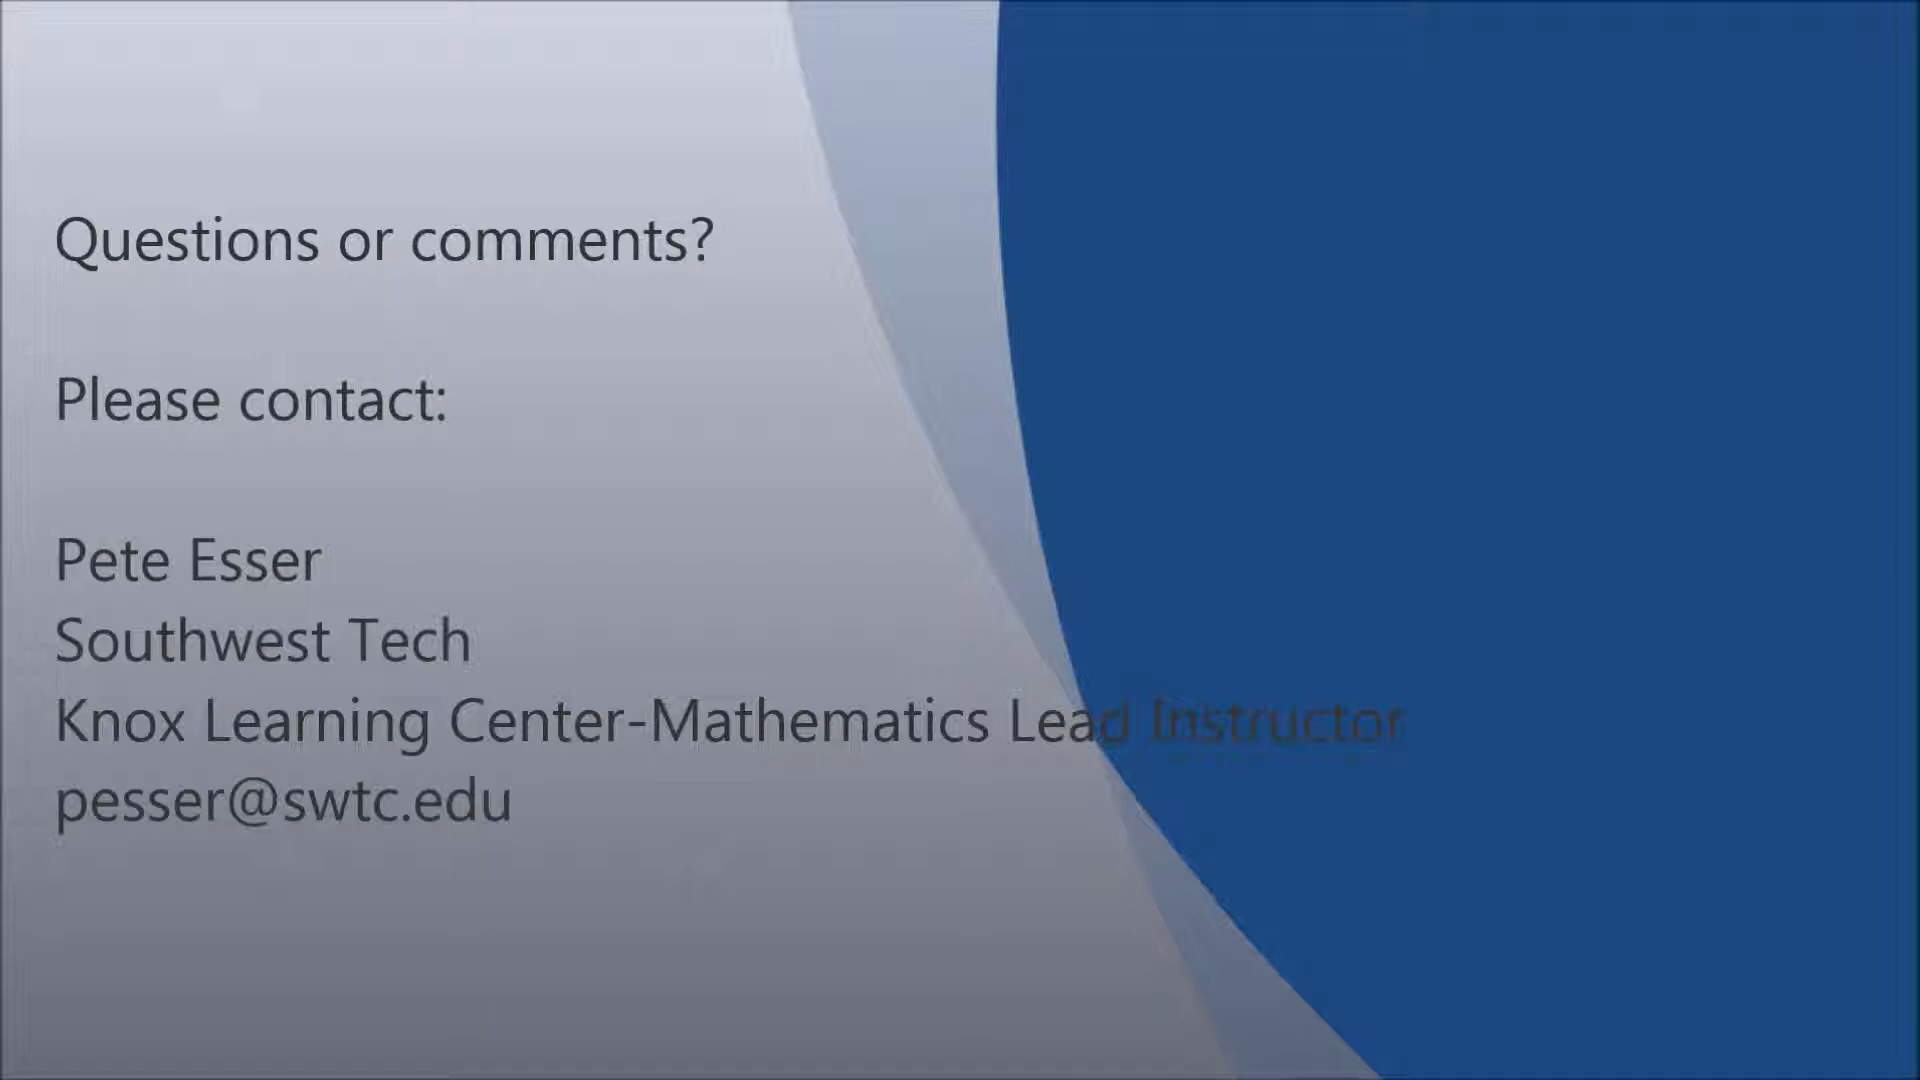 Questions or comments?
Please contact:
Pete Esser
Southwest Tech
Knox Learning Center-Mathematics Lead Instructor
pesser@swtc.edu